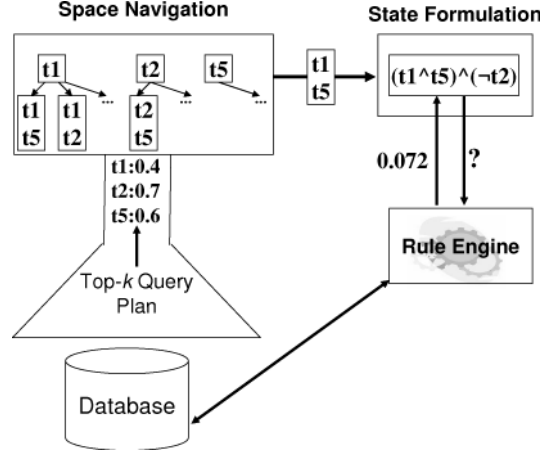 Space Navigation
State Formulation
t1
t2
t5
...
...
...
t1
t5
t1
t2
t2
t5
t1
t5
(t1^t5)^(¬t2)
t1:0.4
t2:0.7
t5:0.6
0.072
?
Top-k Query
Plan
Rule Engine
Database